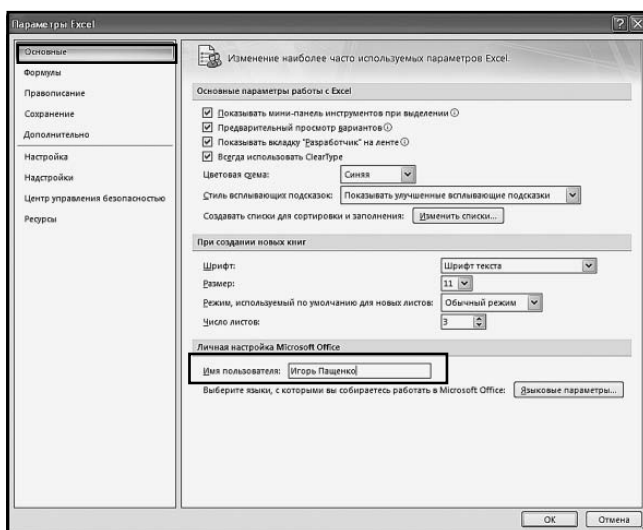 Параметры Excel
Основные
Формулы
Правописание
Сохранение
Дополнительно
Настройка
Надстройки
Центр управления безопасностью
Ресурсы
Изменение наиболее часто используемых параметров Excel.
Основные параметры работы с Excel
Показывать мини-панель инструментов при выделении
Предварительный просмотр вариантов
Показывать вкладку "Разработчик" на ленте
Всегда использовать ClearType
Цветовая схема: Синяя
Стиль всплывающих подсказок: Показывать улучшенные всплывающие подсказки
Создавать списки для сортировки и заполнения: Изменить списки...
При создании новых книг
Шрифт: Шрифт текста
Размер: 11
Режим, используемый по умолчанию для новых листов: Обычный режим
Число листов: 3
Личная настройка Microsoft Office
Имя пользователя: Игорь Пащенко
Выберите языки, с которыми вы собираетесь работать в Microsoft Office: Языковые параметры...
ОК Отмена